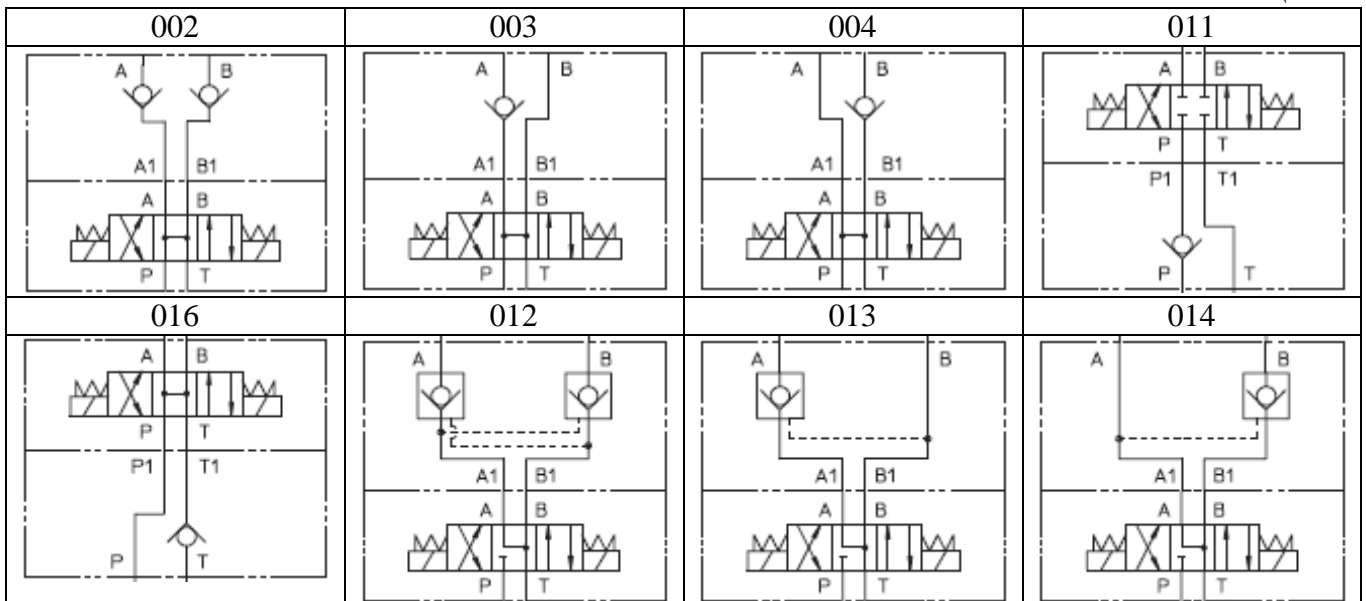 002 003 004 011
A B A B A B A B
P T
A1 B1 A1 B1 A1 B1 P1 T1
A B A B A B
P T P T P T P T
016 012 013 014
A B A B A B A B
P T
P1 T1 A1 B1 A1 B1 A1 B1
A B A B A B
P T P T P T P T